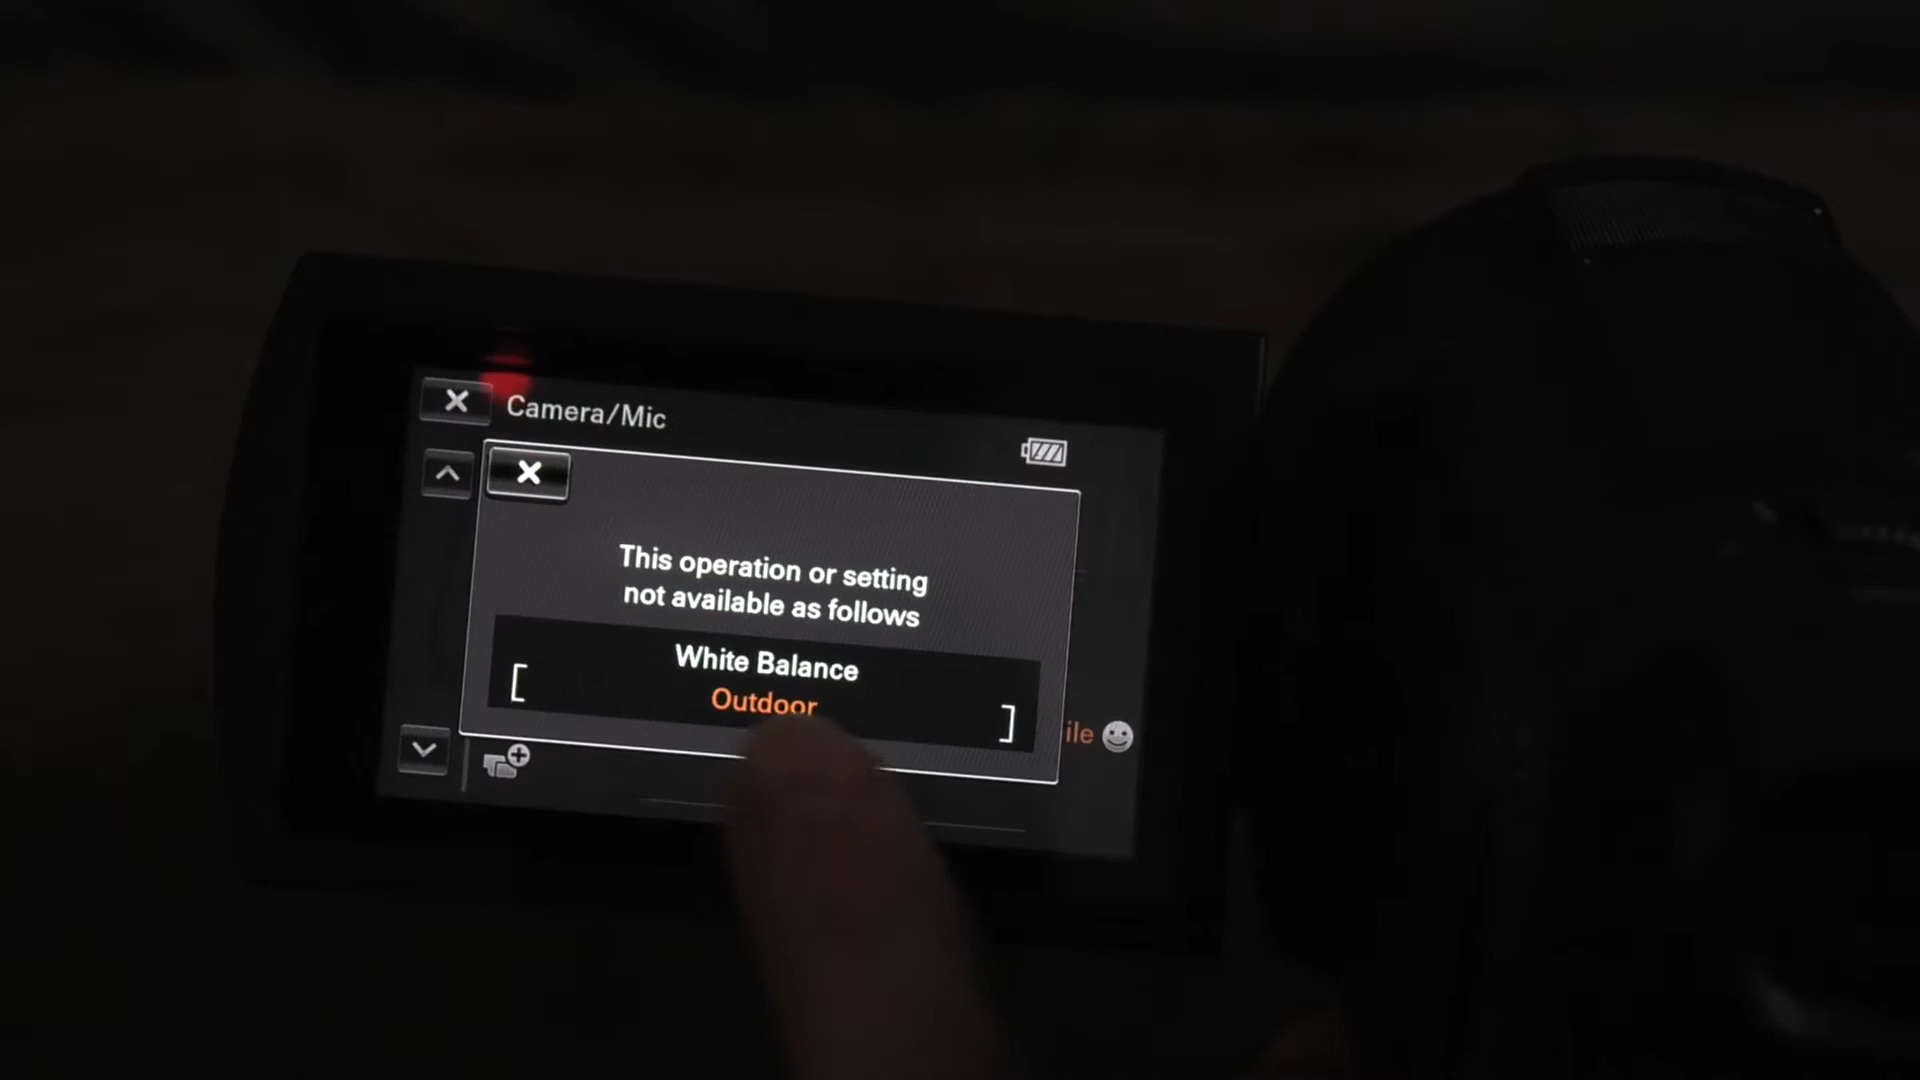 Camera/Mic
This operation or setting
not available as follows
White Balance
[ Outdoor ]
ile